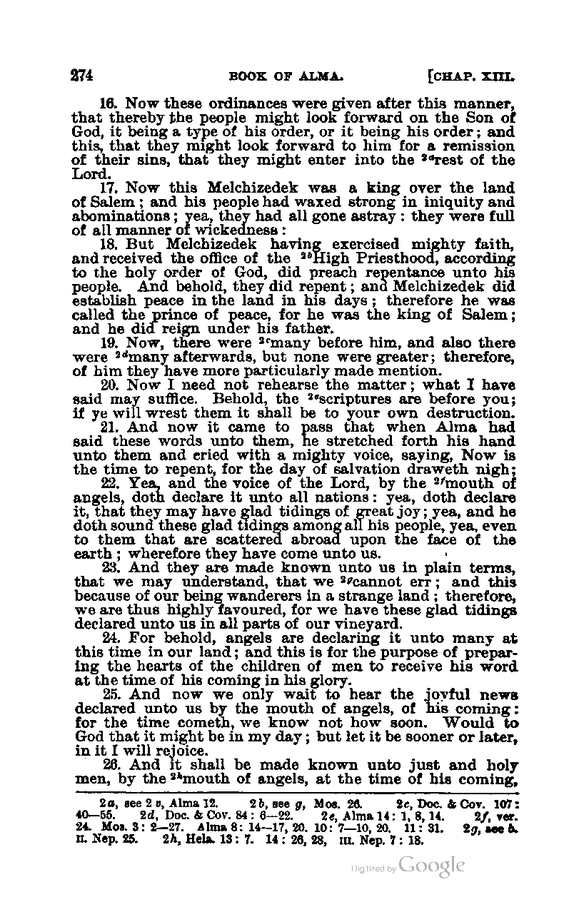 274 BOOK OF ALMA. [CHAP. XIII.
16. Now these ordinances were given after this manner,
that thereby the people might look forward on the Son of
God, it being a type of his order, or it being his order; and
this, that they might look forward to him for a remission
of their sins, that they might enter into the 2arest of the
Lord.
17. Now this Melchizedek was a king over the land
of Salem; and his people had waxed strong in iniquity and
abominations; yea, they had all gone astray: they were full
of all manner of wickedness:
18. But Melchizedek having exercised mighty faith,
and received the office of the 2bHigh Priesthood, according
to the holy order of God, did preach repentance unto his
people. And behold, they did repent; and Melchizedek did
establish peace in the land in his days; therefore he was
called the prince of peace, for he was the king of Salem;
and he did reign under his father.
19. Now, there were 2cmany before him, and also there
were 2dmany afterwards, but none were greater; therefore,
of him they have more particularly made mention.
20. Now I need not rehearse the matter; what I have
said may suffice. Behold, the 2escriptures are before you;
if ye will wrest them it shall be to your own destruction.
21. And now it came to pass that when Alma had
said these words unto them, he stretched forth his hand
unto them and cried with a mighty voice, saying, Now is
the time to repent, for the day of salvation draweth nigh;
22. Yea, and the voice of the Lord, by the 2fmouth of
angels, doth declare it unto all nations: yea, doth declare
it, that they may have glad tidings of great joy; yea, and he
doth sound these glad tidings among all his people, yea, even
to them that are scattered abroad upon the face of the
earth; wherefore they have come unto us.
23. And they are made known unto us in plain terms,
that we may understand, that we 2gcannot err; and this
because of our being wanderers in a strange land; therefore,
we are thus highly favoured, for we have these glad tidings
declared unto us in all parts of our vineyard.
24. For behold, angels are declaring it unto many at
this time in our land; and this is for the purpose of prepar-
ing the hearts of the children of men to receive his word
at the time of his coming in his glory.
25. And now we only wait to hear the joyful news
declared unto us by the mouth of angels, of his coming:
for the time cometh, we know not how soon. Would to
God that it might be in my day; but let it be sooner or later,
in it I will rejoice.
26. And it shall be made known unto just and holy
men, by the 2hmouth of angels, at the time of his coming,
2a, see 2s, Alma 12. 2b, see g, Mos. 26. 2c, Doc. & Cov. 107:
40—55. 2d, Doc. & Cov. 84: 6—22. 2e, Alma 14: 1, 8, 14. 2f, ver.
24. Mos. 3: 2—27. Alma 8: 14—17, 20. 10: 7—10, 20. 11: 31. 2g, see b.
II. Nep. 25. 2h, Hela. 13: 7. 14: 26, 28, III. Nep. 7: 18.
Digitized by Google